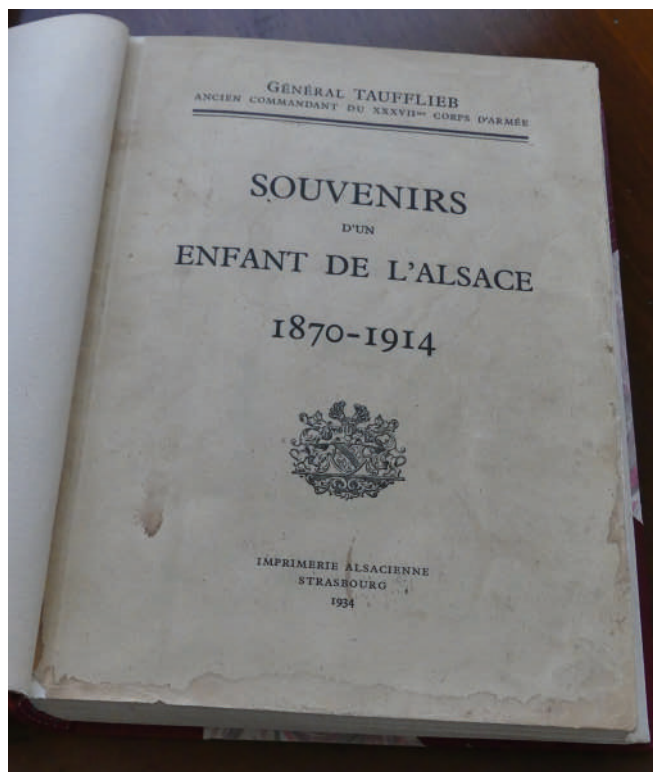 GÉNÉRAL TAUFFLIEB
ANCIEN COMMANDANT DU XXXVIIme CORPS D'ARMÉE
SOUVENIRS
D'UN
ENFANT DE L'ALSACE
1870-1914
IMPRIMERIE ALSACIENNE
STRASBOURG
1934